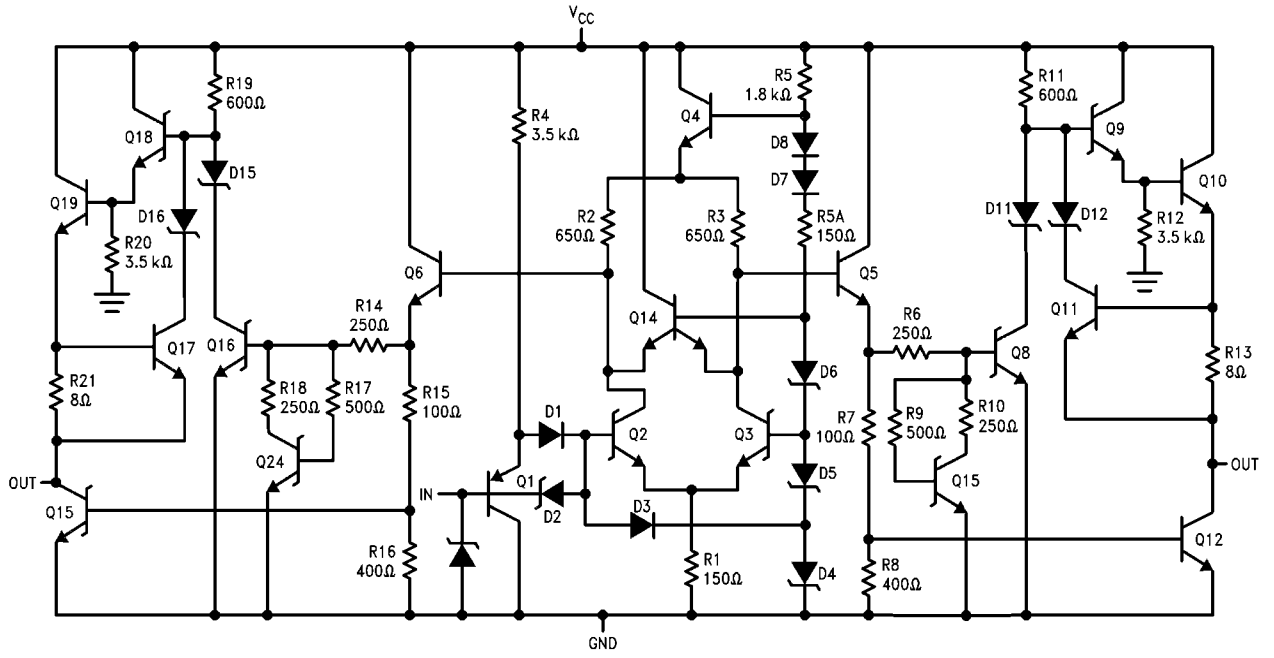 VCC
R19
600Ω
Q18
D15
Q19
D16
R20
3.5 kΩ
Q17
Q16
R21
8Ω
OUT
Q15
R18
250Ω
R17
500Ω
Q24
R14
250Ω
R15
100Ω
R16
400Ω
Q6
R4
3.5 kΩ
R2
650Ω
R3
650Ω
Q4
R5
1.8 kΩ
D8
D7
R5A
150Ω
Q14
D6
D1
Q2
Q3
D5
IN
Q1
D2
D3
R1
150Ω
D4
GND
Q5
R6
250Ω
R7
100Ω
R9
500Ω
R10
250Ω
Q15
R8
400Ω
Q8
R11
600Ω
Q9
D11
D12
Q10
R12
3.5 kΩ
Q11
R13
8Ω
OUT
Q12